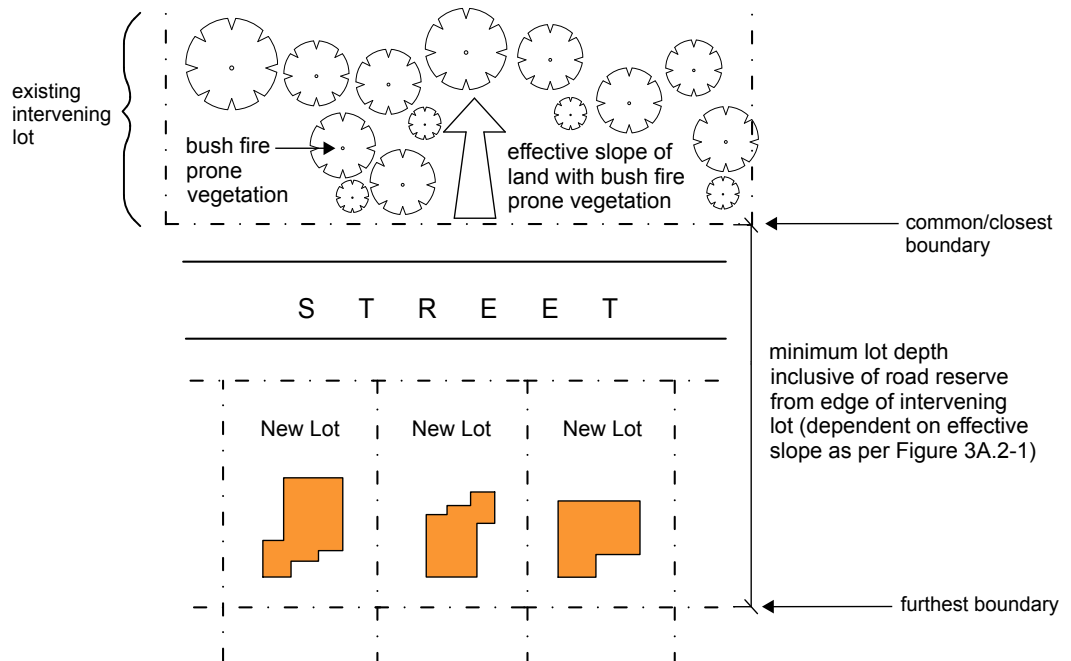 existing
intervening
lot
bush fire
prone
vegetation
effective slope of
land with bush fire
prone vegetation
common/closest
boundary
S T R E E T
minimum lot depth
inclusive of road reserve
from edge of intervening
lot (dependent on effective
slope as per Figure 3A.2-1)
New Lot
New Lot
New Lot
furthest boundary